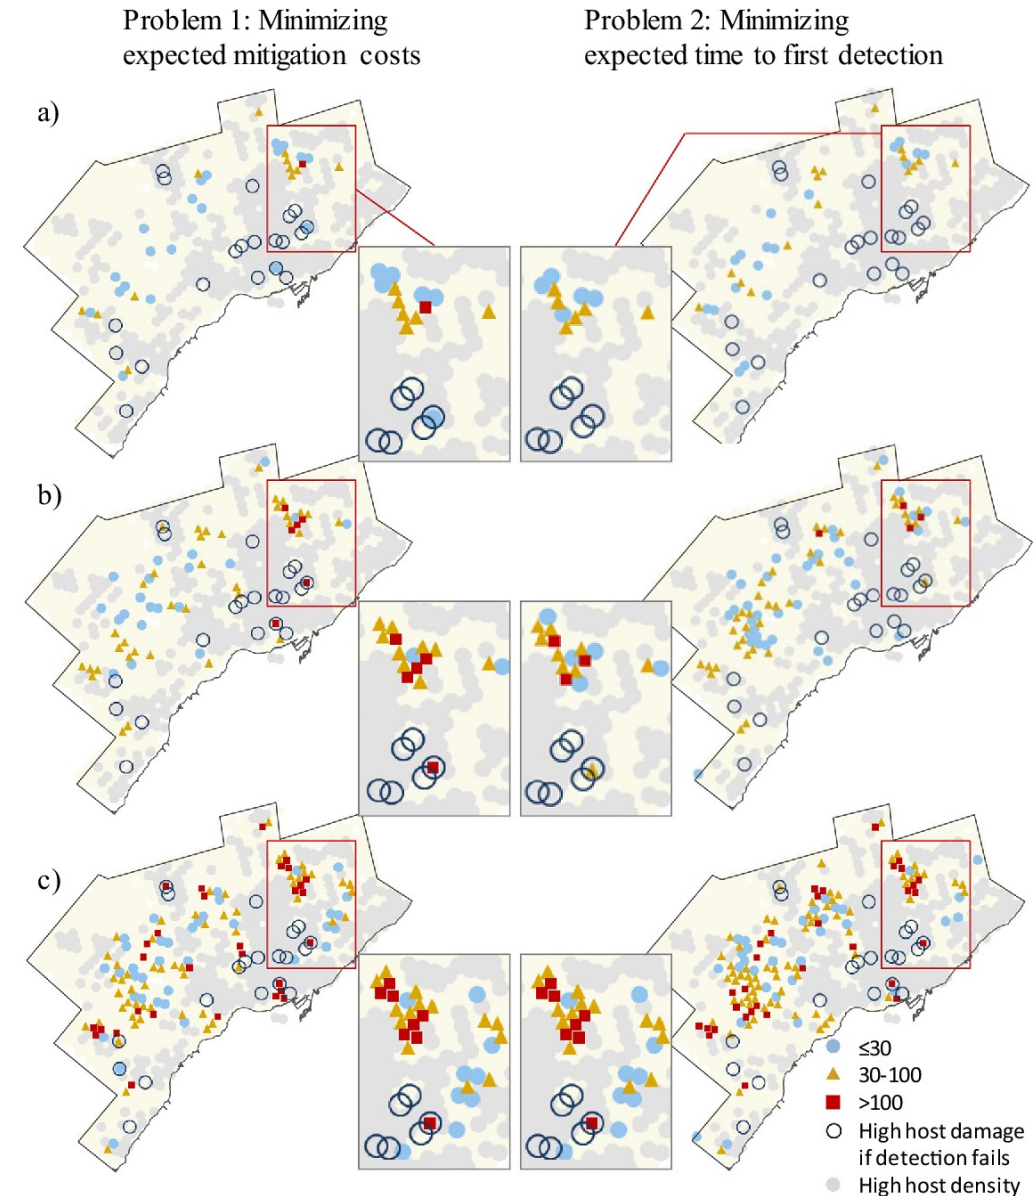 Problem 1: Minimizing
expected mitigation costs
Problem 2: Minimizing
expected time to first detection
a)
b)
c)
≤30
30-100
>100
High host damage
if detection fails
High host density